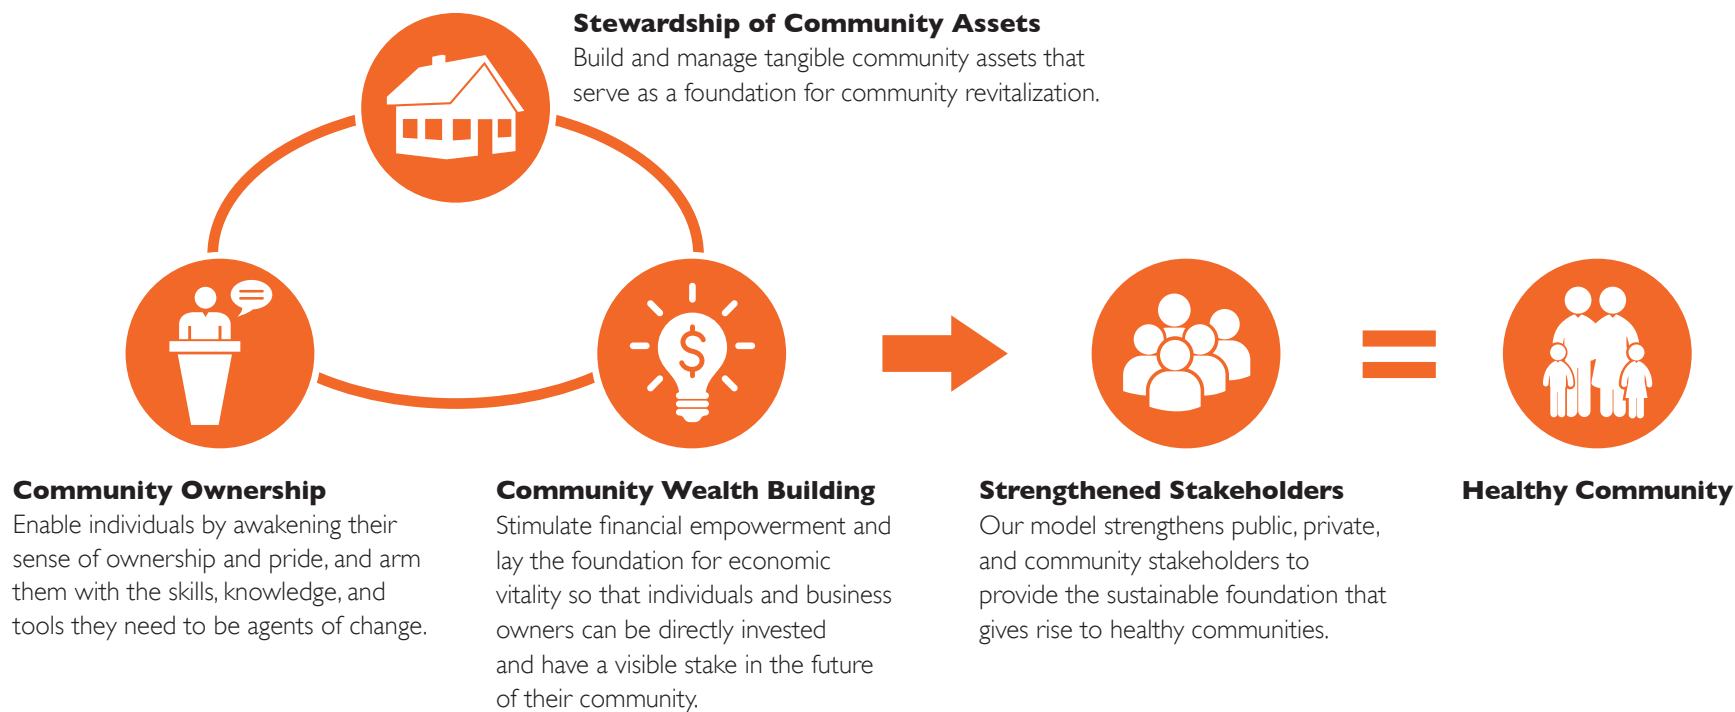 Stewardship of Community Assets
Build and manage tangible community assets that
serve as a foundation for community revitalization.
$
Community Ownership
Enable individuals by awakening their
sense of ownership and pride, and arm
them with the skills, knowledge, and
tools they need to be agents of change.
Community Wealth Building
Stimulate financial empowerment and
lay the foundation for economic
vitality so that individuals and business
owners can be directly invested
and have a visible stake in the future
of their community.
Strengthened Stakeholders
Our model strengthens public, private,
and community stakeholders to
provide the sustainable foundation that
gives rise to healthy communities.
Healthy Community